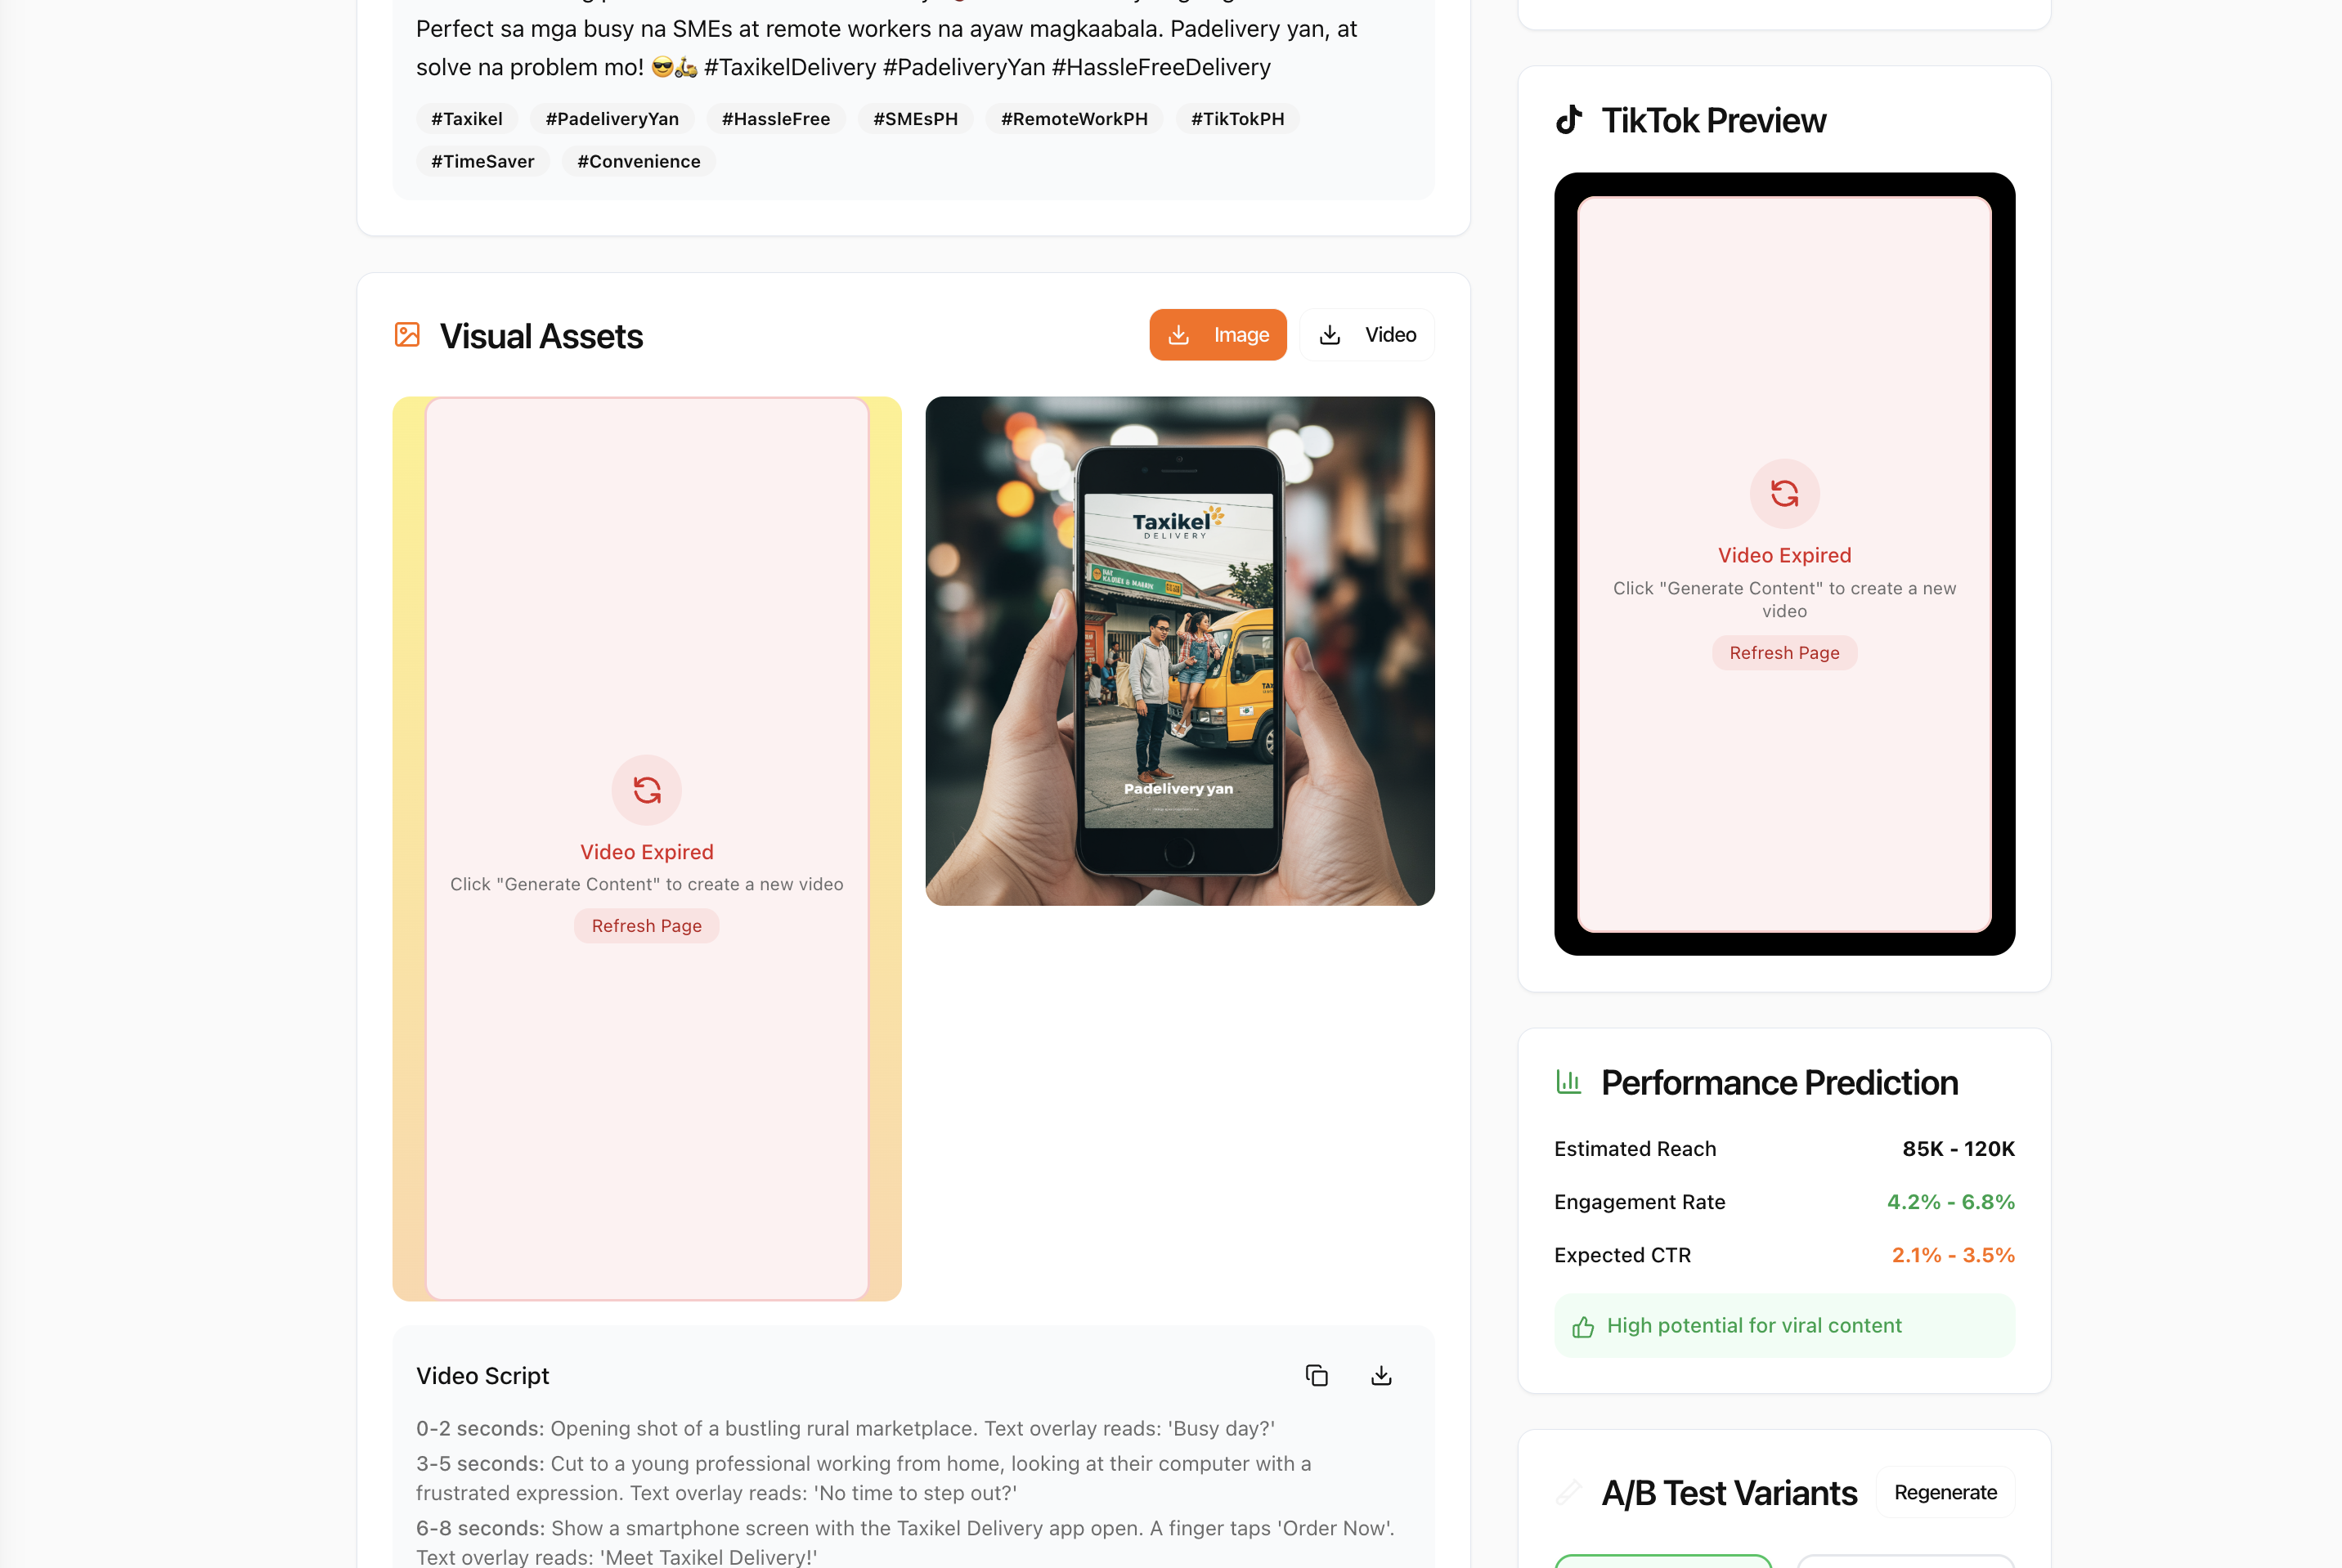 Perfect sa mga busy na SMEs at remote workers na ayaw magkaabala. Padelivery yan, at
solve na problem mo! 😎🛵 #TaxikelDelivery #PadeliveryYan #HassleFreeDelivery
#Taxikel #PadeliveryYan #HassleFree #SMEsPH #RemoteWorkPH #TikTokPH
#TimeSaver #Convenience
Visual Assets
Image
Video
Video Expired
Click "Generate Content" to create a new video
Refresh Page
Taxikel
DELIVERY
Padelivery yan
Video Script
0-2 seconds: Opening shot of a bustling rural marketplace. Text overlay reads: 'Busy day?'
3-5 seconds: Cut to a young professional working from home, looking at their computer with a
frustrated expression. Text overlay reads: 'No time to step out?'
6-8 seconds: Show a smartphone screen with the Taxikel Delivery app open. A finger taps 'Order Now'.
Text overlay reads: 'Meet Taxikel Delivery!'
TikTok Preview
Video Expired
Click "Generate Content" to create a new
video
Refresh Page
Performance Prediction
Estimated Reach 85K - 120K
Engagement Rate 4.2% - 6.8%
Expected CTR 2.1% - 3.5%
High potential for viral content
A/B Test Variants
Regenerate